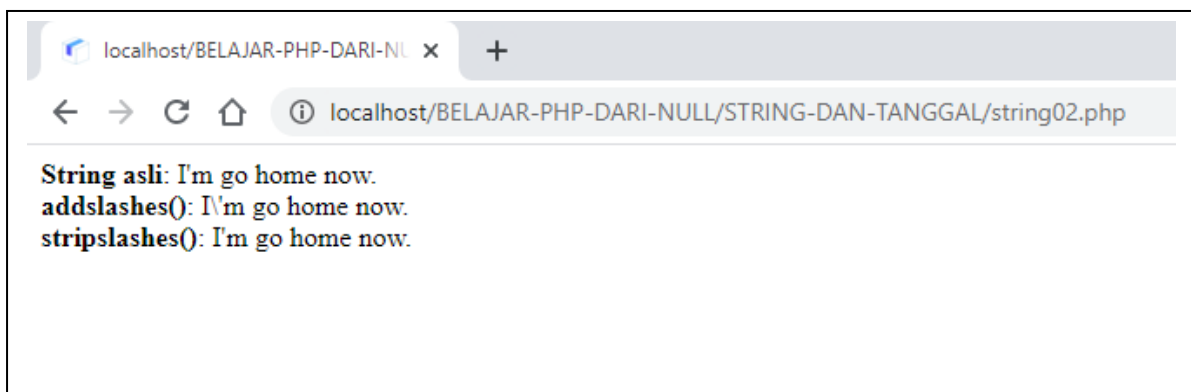 localhost/BELAJAR-PHP-DARI-NU
localhost/BELAJAR-PHP-DARI-NULL/STRING-DAN-TANGGAL/string02.php
String asli: I'm go home now.
addslashes(): I\'m go home now.
stripslashes(): I'm go home now.